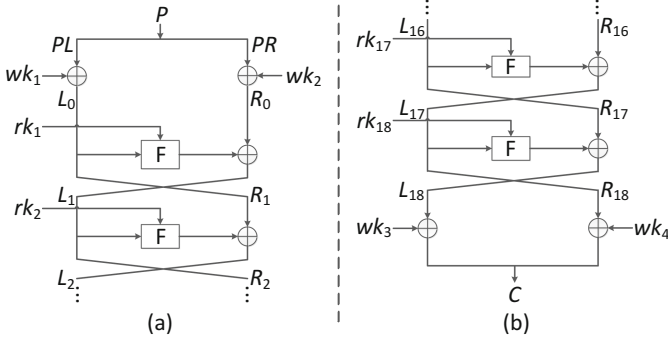 P
PL PR
wk₁ wk₂
L₀ R₀
rk₁
F
L₁ R₁
rk₂
F
L₂ R₂
(a)
L₁₆ R₁₆
rk₁₇
F
L₁₇ R₁₇
rk₁₈
F
L₁₈ R₁₈
wk₃ wk₄
C
(b)